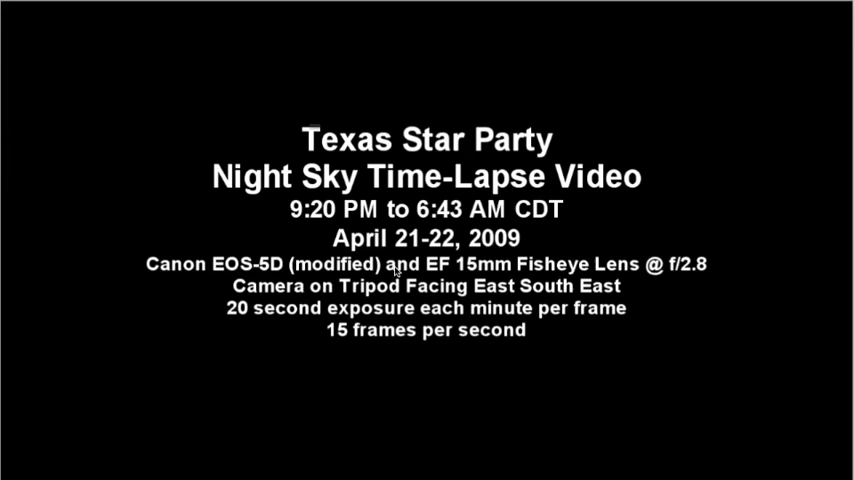 Texas Star Party
Night Sky Time-Lapse Video
9:20 PM to 6:43 AM CDT
April 21-22, 2009
Canon EOS-5D (modified) and EF 15mm Fisheye Lens @ f/2.8
Camera on Tripod Facing East South East
20 second exposure each minute per frame
15 frames per second